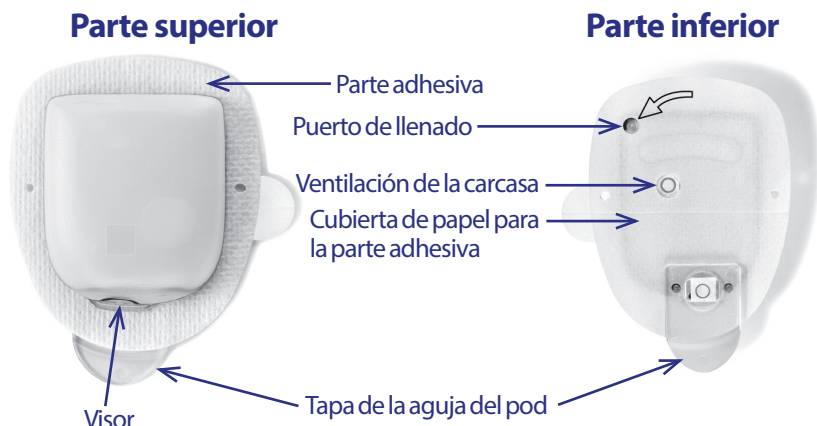 Parte superior
Parte inferior
Parte adhesiva
Puerto de llenado
Ventilación de la carcasa
Cubierta de papel para
la parte adhesiva
Tapa de la aguja del pod
Visor